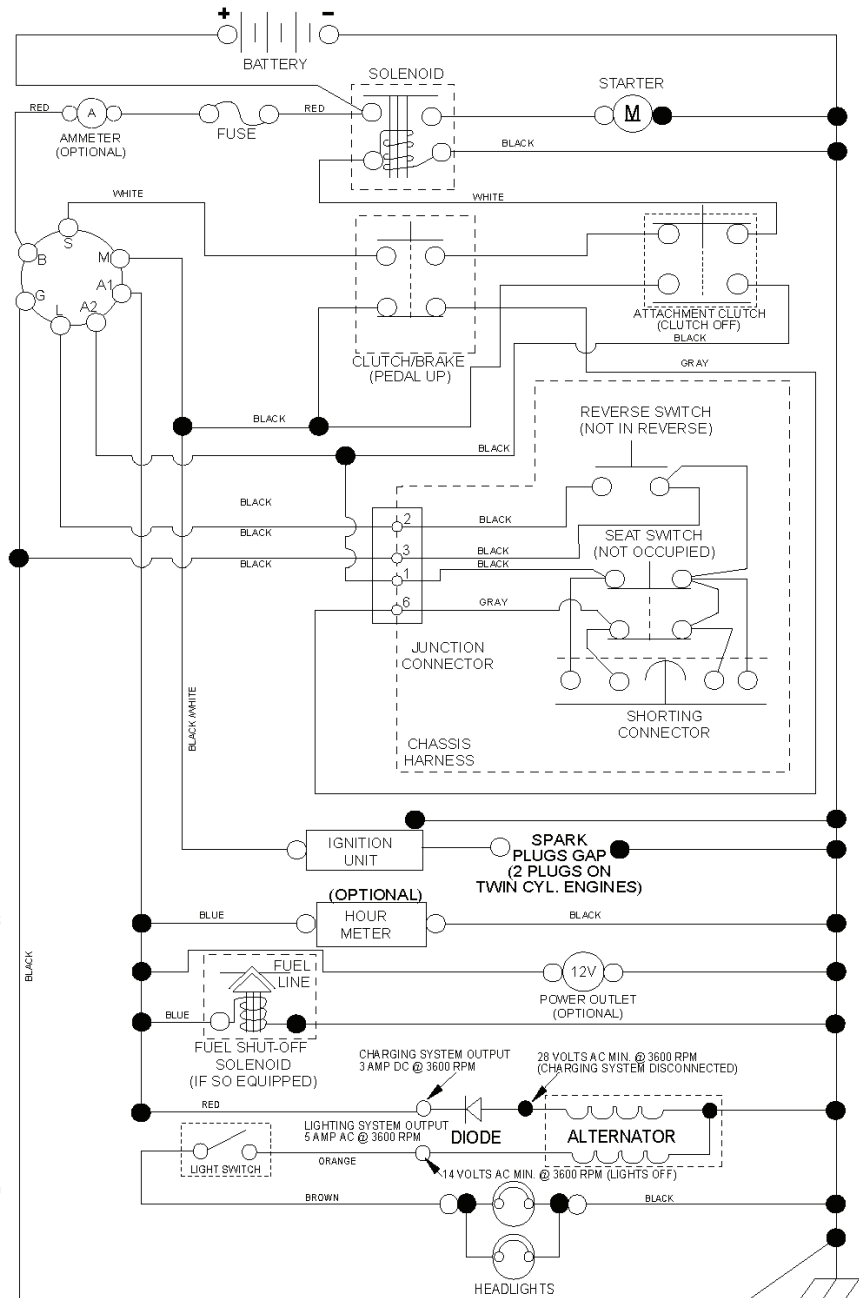 +
−
BATTERY
SOLENOID
STARTER
RED
A
RED
M
AMMETER
(OPTIONAL)
FUSE
BLACK
WHITE
WHITE
S
B
M
G
A1
L
A2
ATTACHMENT CLUTCH
(CLUTCH OFF)
BLACK
CLUTCH/BRAKE
(PEDAL UP)
GRAY
BLACK
REVERSE SWITCH
(NOT IN REVERSE)
BLACK
BLACK
2
BLACK
BLACK
SEAT SWITCH
(NOT OCCUPIED)
3
BLACK
BLACK
BLACK
1
6
GRAY
JUNCTION
CONNECTOR
BLACK/WHITE
SHORTING
CONNECTOR
CHASSIS
HARNESS
IGNITION
UNIT
SPARK
PLUGS GAP
(2 PLUGS ON
TWIN CYL. ENGINES)
(OPTIONAL)
BLUE
HOUR
METER
BLACK
BLACK
FUEL
LINE
12V
POWER OUTLET
(OPTIONAL)
BLUE
FUEL SHUT-OFF
SOLENOID
(IF SO EQUIPPED)
CHARGING SYSTEM OUTPUT
3 AMP DC @ 3600 RPM
28 VOLTS AC MIN. @ 3600 RPM
(CHARGING SYSTEM DISCONNECTED)
RED
LIGHTING SYSTEM OUTPUT
5 AMP AC @ 3600 RPM
DIODE
ALTERNATOR
LIGHT SWITCH
ORANGE
14 VOLTS AC MIN. @ 3600 RPM (LIGHTS OFF)
BROWN
BLACK
HEADLIGHTS